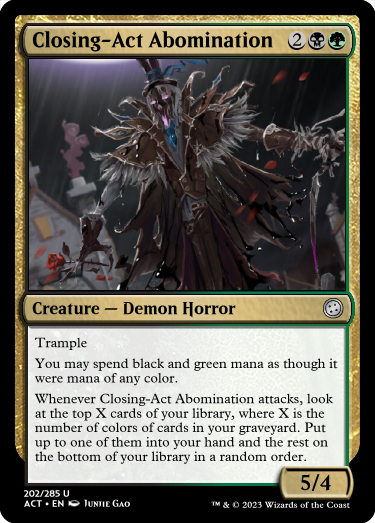 Closing-Act Abomination 2
Creature — Demon Horror
Trample
You may spend black and green mana as though it
were mana of any color.
Whenever Closing-Act Abomination attacks, look
at the top X cards of your library, where X is the
number of colors of cards in your graveyard. Put
up to one of them into your hand and the rest on
the bottom of your library in a random order.
5/4
202/285 U
ACT • EN Junjie Gao ™ & © 2023 Wizards of the Coast